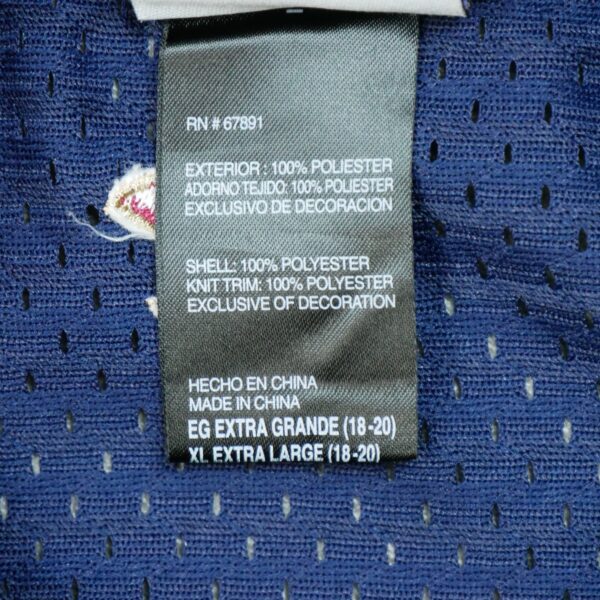 RN # 67891
EXTERIOR : 100% POLIESTER
ADORNO TEJIDO: 100% POLIESTER
EXCLUSIVO DE DECORACION
SHELL: 100% POLYESTER
KNIT TRIM: 100% POLYESTER
EXCLUSIVE OF DECORATION
HECHO EN CHINA
MADE IN CHINA
EG EXTRA GRANDE (18-20)
XL EXTRA LARGE (18-20)